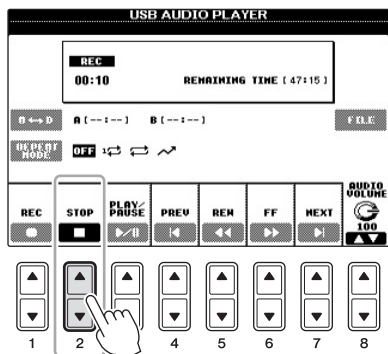 USB AUDIO PLAYER
REC
00:10 REMAINING TIME [47:15]
A↔B A[--:--] B[--:--] FILE
REPEAT MODE OFF 1
AUDIO VOLUME
REC STOP PLAY/PAUSE PREV REW FF NEXT
100
1 2 4 5 6 7 8